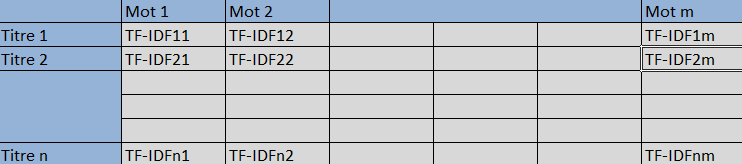 Mot 1 Mot 2 Mot m
Titre 1 TF-IDF11 TF-IDF12 TF-IDF1m
Titre 2 TF-IDF21 TF-IDF22 TF-IDF2m
Titre n TF-IDFn1 TF-IDFn2 TF-IDFnm